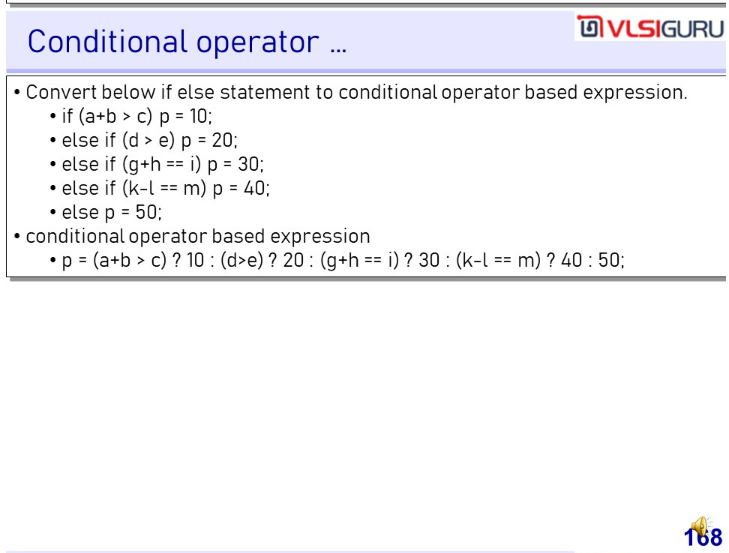 Conditional operator ...
VLSIGURU
• Convert below if else statement to conditional operator based expression.
• if (a+b > c) p = 10;
• else if (d > e) p = 20;
• else if (g+h == i) p = 30;
• else if (k-l == m) p = 40;
• else p = 50;
• conditional operator based expression
• p = (a+b > c) ? 10 : (d>e) ? 20 : (g+h == i) ? 30 : (k-l == m) ? 40 : 50;
168